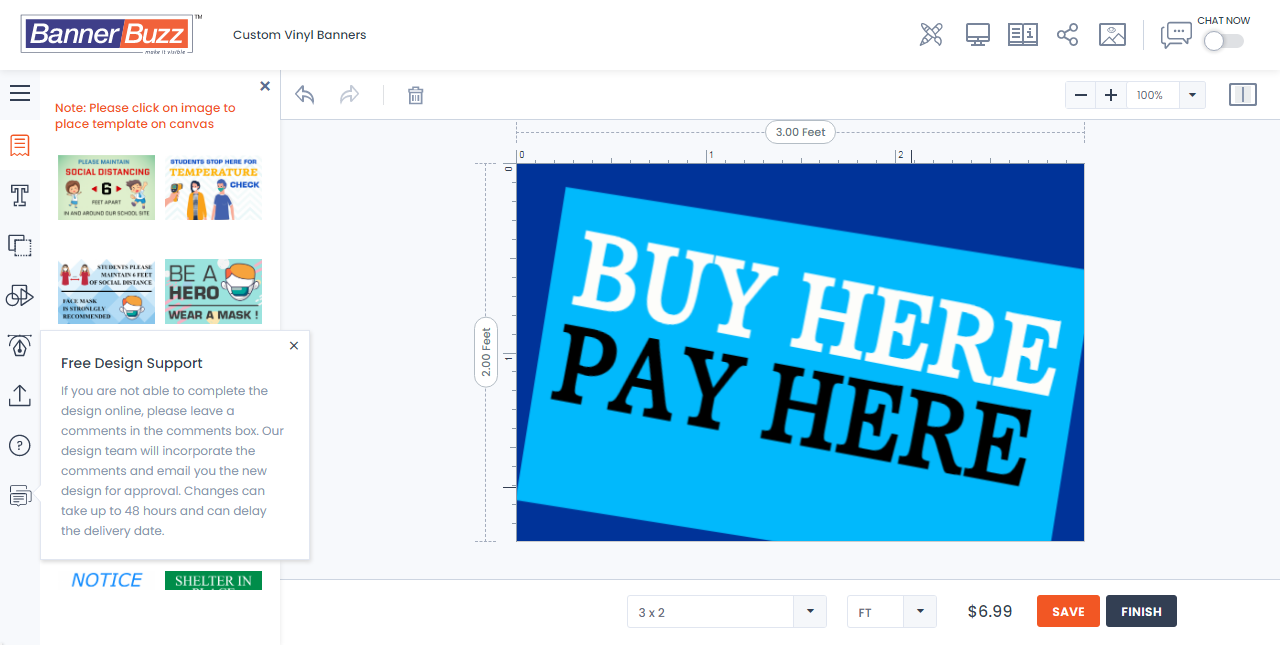 BannerBuzz™
make it visible
Custom Vinyl Banners
CHAT NOW
Note: Please click on image to
place template on canvas
100%
PLEASE MAINTAIN
SOCIAL DISTANCING
6
FEET APART
IN AND AROUND OUR SCHOOL SITE
STUDENTS STOP HERE FOR
TEMPERATURE
CHECK
STUDENTS PLEASE
MAINTAIN 6 FEET
OF SOCIAL DISTANCE
FACE MASK
IS STRONLGY
RECOMMENDED
BE A
HERO
WEAR A MASK !
Free Design Support
If you are not able to complete the
design online, please leave a
comments in the comments box. Our
design team will incorporate the
comments and email you the new
design for approval. Changes can
take up to 48 hours and can delay
the delivery date.
NOTICE
SHELTER IN
PLACE
3.00 Feet
0 1 2
0
1
2.00 Feet
BUY HERE
PAY HERE
3 x 2
FT
$6.99
SAVE
FINISH